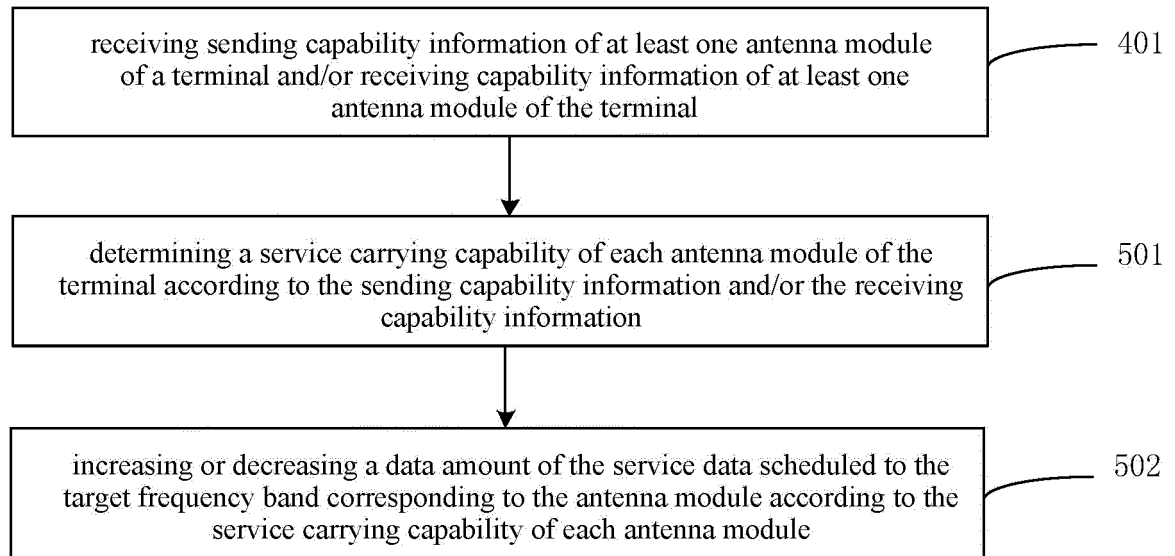 receiving sending capability information of at least one antenna module
of a terminal and/or receiving capability information of at least one
antenna module of the terminal
401
determining a service carrying capability of each antenna module of the
terminal according to the sending capability information and/or the receiving
capability information
501
increasing or decreasing a data amount of the service data scheduled to the
target frequency band corresponding to the antenna module according to the
service carrying capability of each antenna module
502